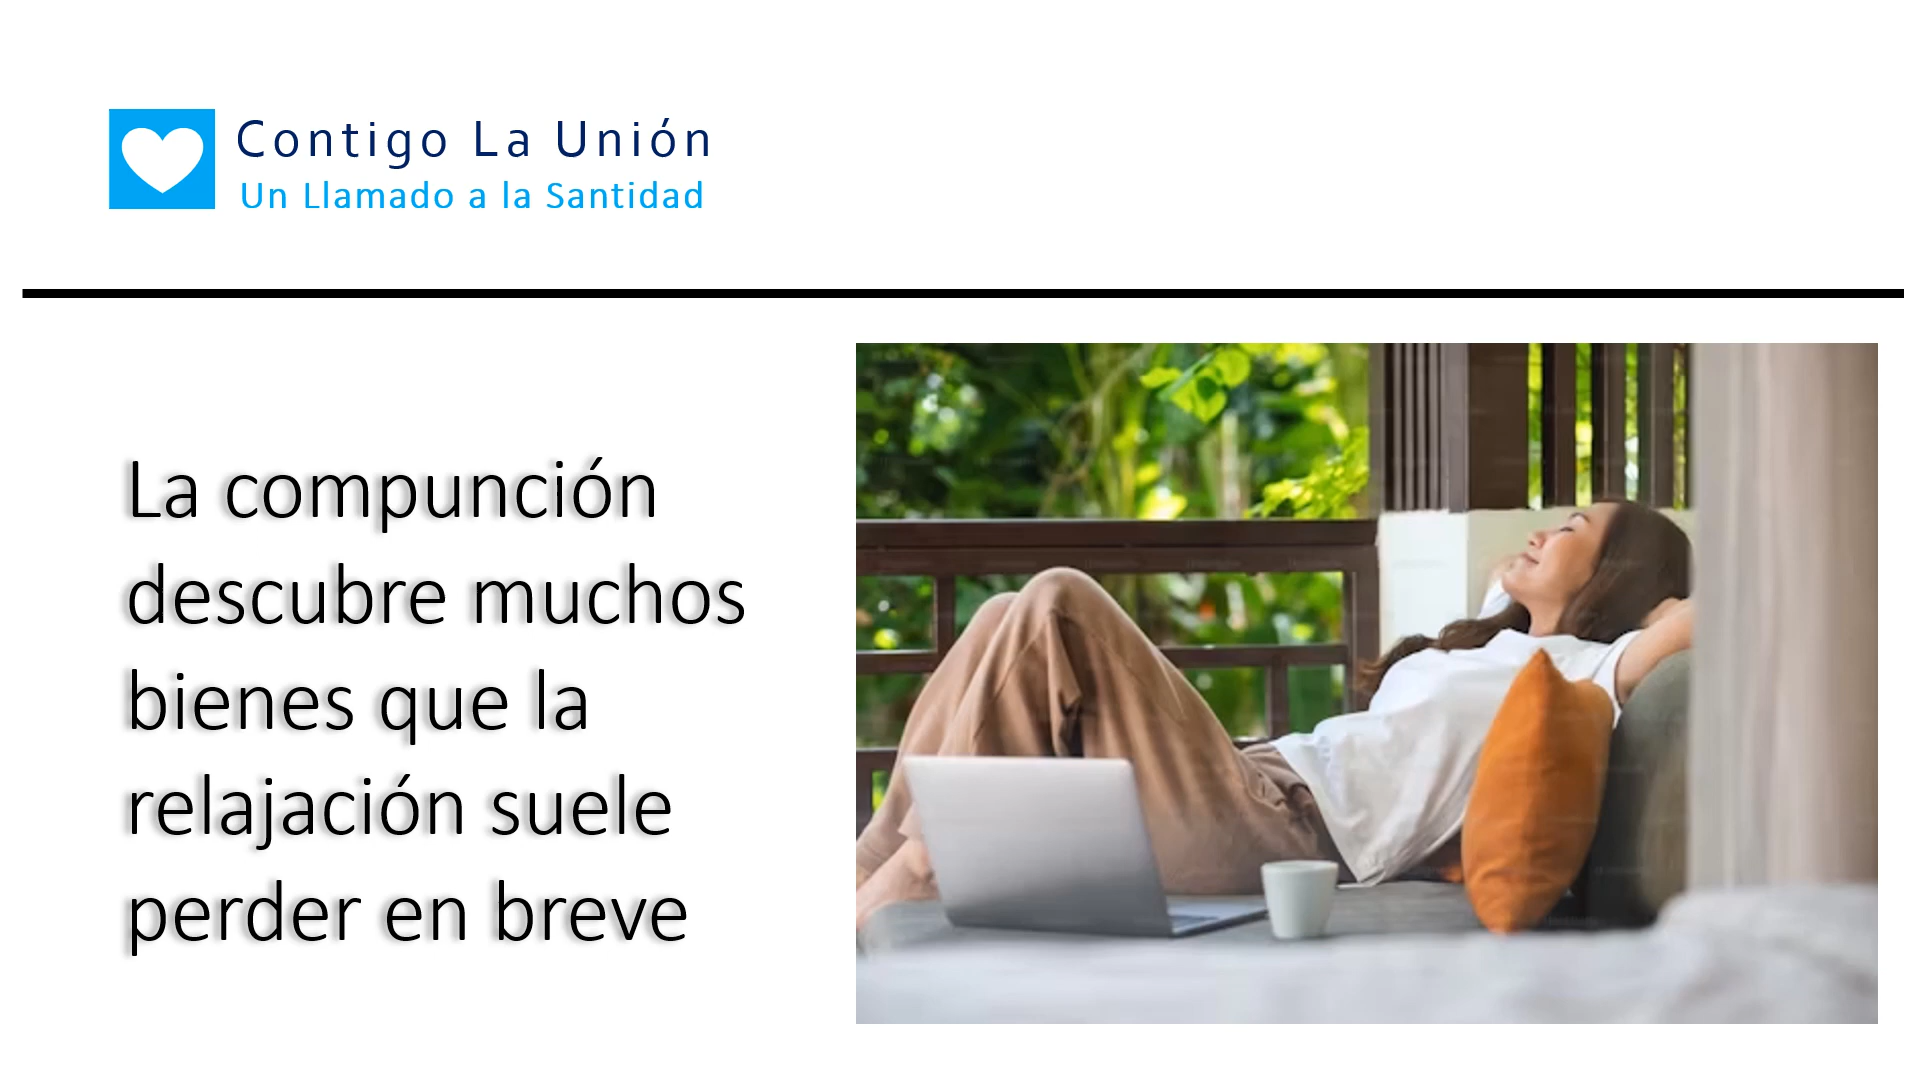 Contigo La Unión
Un Llamado a la Santidad
La compunción
descubre muchos
bienes que la
relajación suele
perder en breve